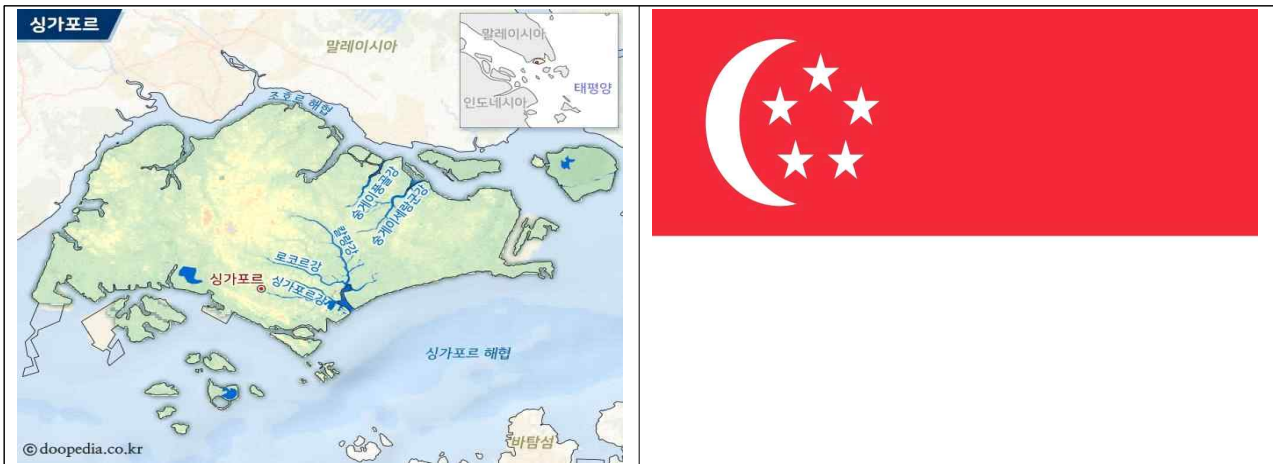 싱가포르
말레이시아
말레이시아
태평양
인도네시아
조호르 해협
숭게이풍골강
숭게이세랑군강
칼랑강
로코르강
싱가포르
싱가포르강
싱가포르 해협
바탐섬
©doopedia.co.kr